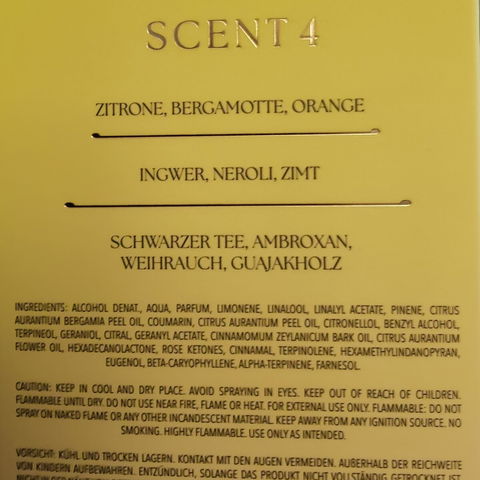 SCENT 4
ZITRONE, BERGAMOTTE, ORANGE
INGWER, NEROLI, ZIMT
SCHWARZER TEE, AMBROXAN,
WEIHRAUCH, GUAJAKHOLZ
INGREDIENTS: ALCOHOL DENAT., AQUA, PARFUM, LIMONENE, LINALOOL, LINALYL ACETATE, PINENE, CITRUS
AURANTIUM BERGAMIA PEEL OIL, COUMARIN, CITRUS AURANTIUM PEEL OIL, CITRONELLOL, BENZYL ALCOHOL,
TERPINEOL, GERANIOL, CITRAL, GERANYL ACETATE, CINNAMOMUM ZEYLANICUM BARK OIL, CITRUS AURANTIUM
FLOWER OIL, HEXADECANOLACTONE, ROSE KETONES, CINNAMAL, TERPINOLENE, HEXAMETHYLINDANOPYRAN,
EUGENOL, BETA-CARYOPHYLLENE, ALPHA-TERPINENE, FARNESOL.
CAUTION: KEEP IN COOL AND DRY PLACE. AVOID SPRAYING IN EYES. KEEP OUT OF REACH OF CHILDREN.
FLAMMABLE UNTIL DRY. DO NOT USE NEAR FIRE, FLAME OR HEAT. FOR EXTERNAL USE ONLY. FLAMMABLE: DO NOT
SPRAY ON NAKED FLAME OR ANY OTHER INCANDESCENT MATERIAL. KEEP AWAY FROM ANY IGNITION SOURCE. NO
SMOKING. HIGHLY FLAMMABLE. USE ONLY AS INTENDED.
VORSICHT: KÜHL UND TROCKEN LAGERN. KONTAKT MIT DEN AUGEN VERMEIDEN. AUßERHALB DER REICHWEITE
VON KINDERN AUFBEWAHREN. ENTZÜNDLICH, SOLANGE DAS PRODUKT NICHT VOLLSTÄNDIG GETROCKNET IST.